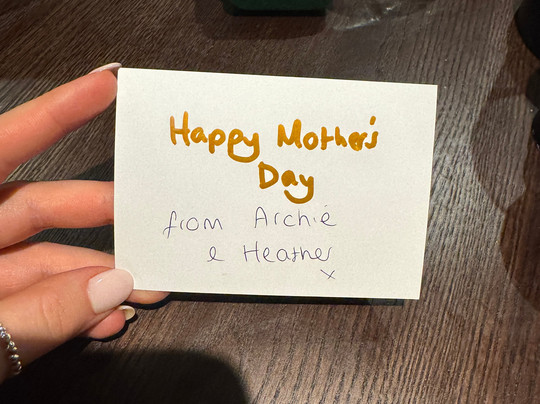 Happy Mother's
Day
from Archie
& Heather
x